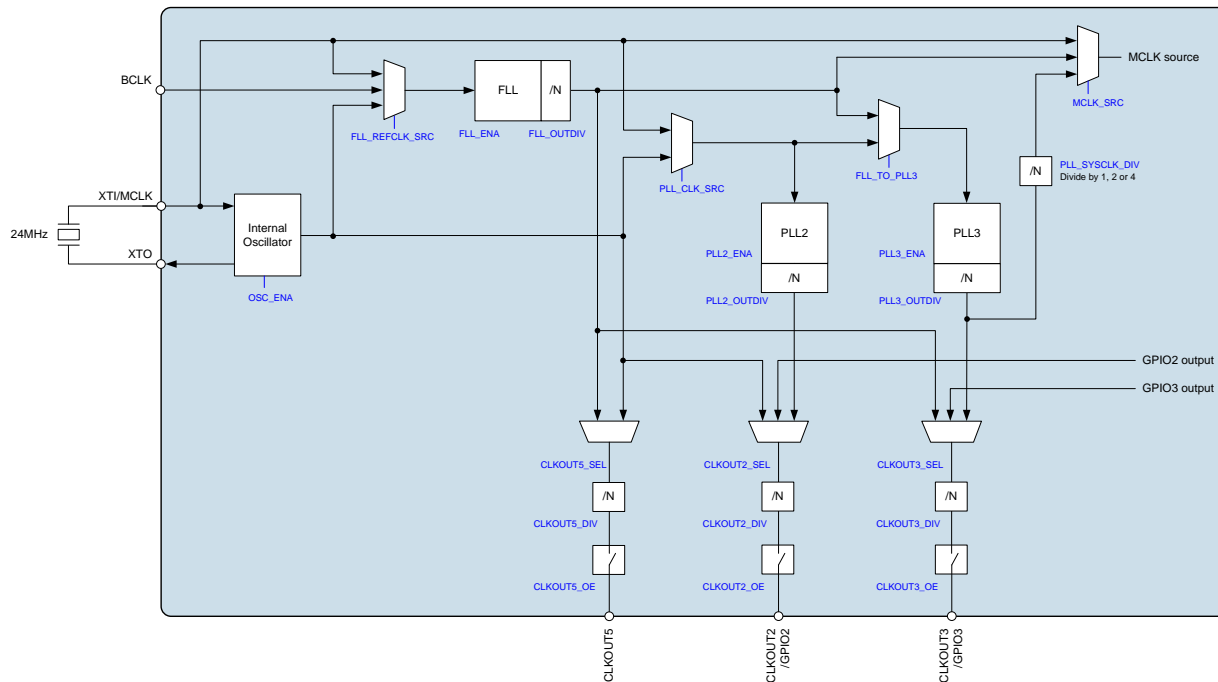 MCLK source
BCLK
FLL
/N
MCLK_SRC
FLL_REFCLK_SRC
FLL_ENA
FLL_OUTDIV
/N
PLL_SYSCLK_DIV
Divide by 1, 2 or 4
PLL_CLK_SRC
FLL_TO_PLL3
XTI/MCLK
24MHz
Internal
Oscillator
PLL2
PLL3
XTO
PLL2_ENA
PLL3_ENA
/N
/N
OSC_ENA
PLL2_OUTDIV
PLL3_OUTDIV
GPIO2 output
GPIO3 output
CLKOUT5_SEL
CLKOUT2_SEL
CLKOUT3_SEL
/N
/N
/N
CLKOUT5_DIV
CLKOUT2_DIV
CLKOUT3_DIV
CLKOUT5_OE
CLKOUT2_OE
CLKOUT3_OE
CLKOUT5
CLKOUT2
/GPIO2
CLKOUT3
/GPIO3